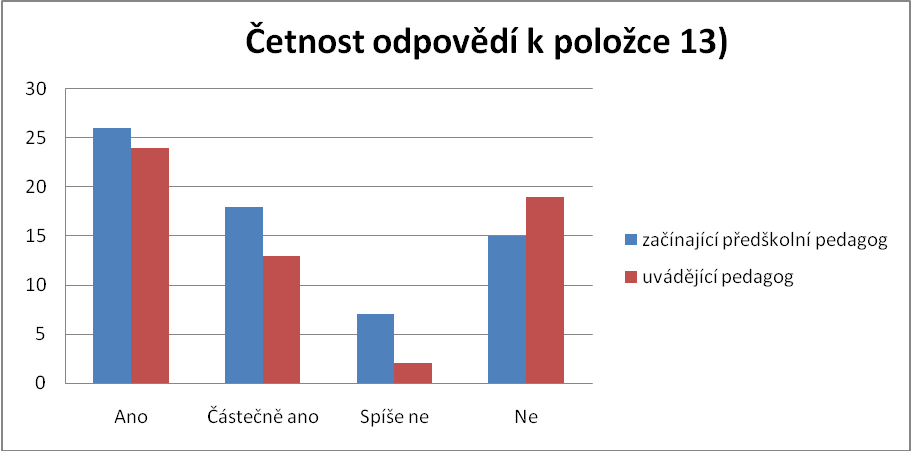 Četnost odpovědí k položce 13)
30
25
20
15
10
5
0
Ano
Částečně ano
Spíše ne
Ne
začínající předškolní pedagog
uvádějící pedagog